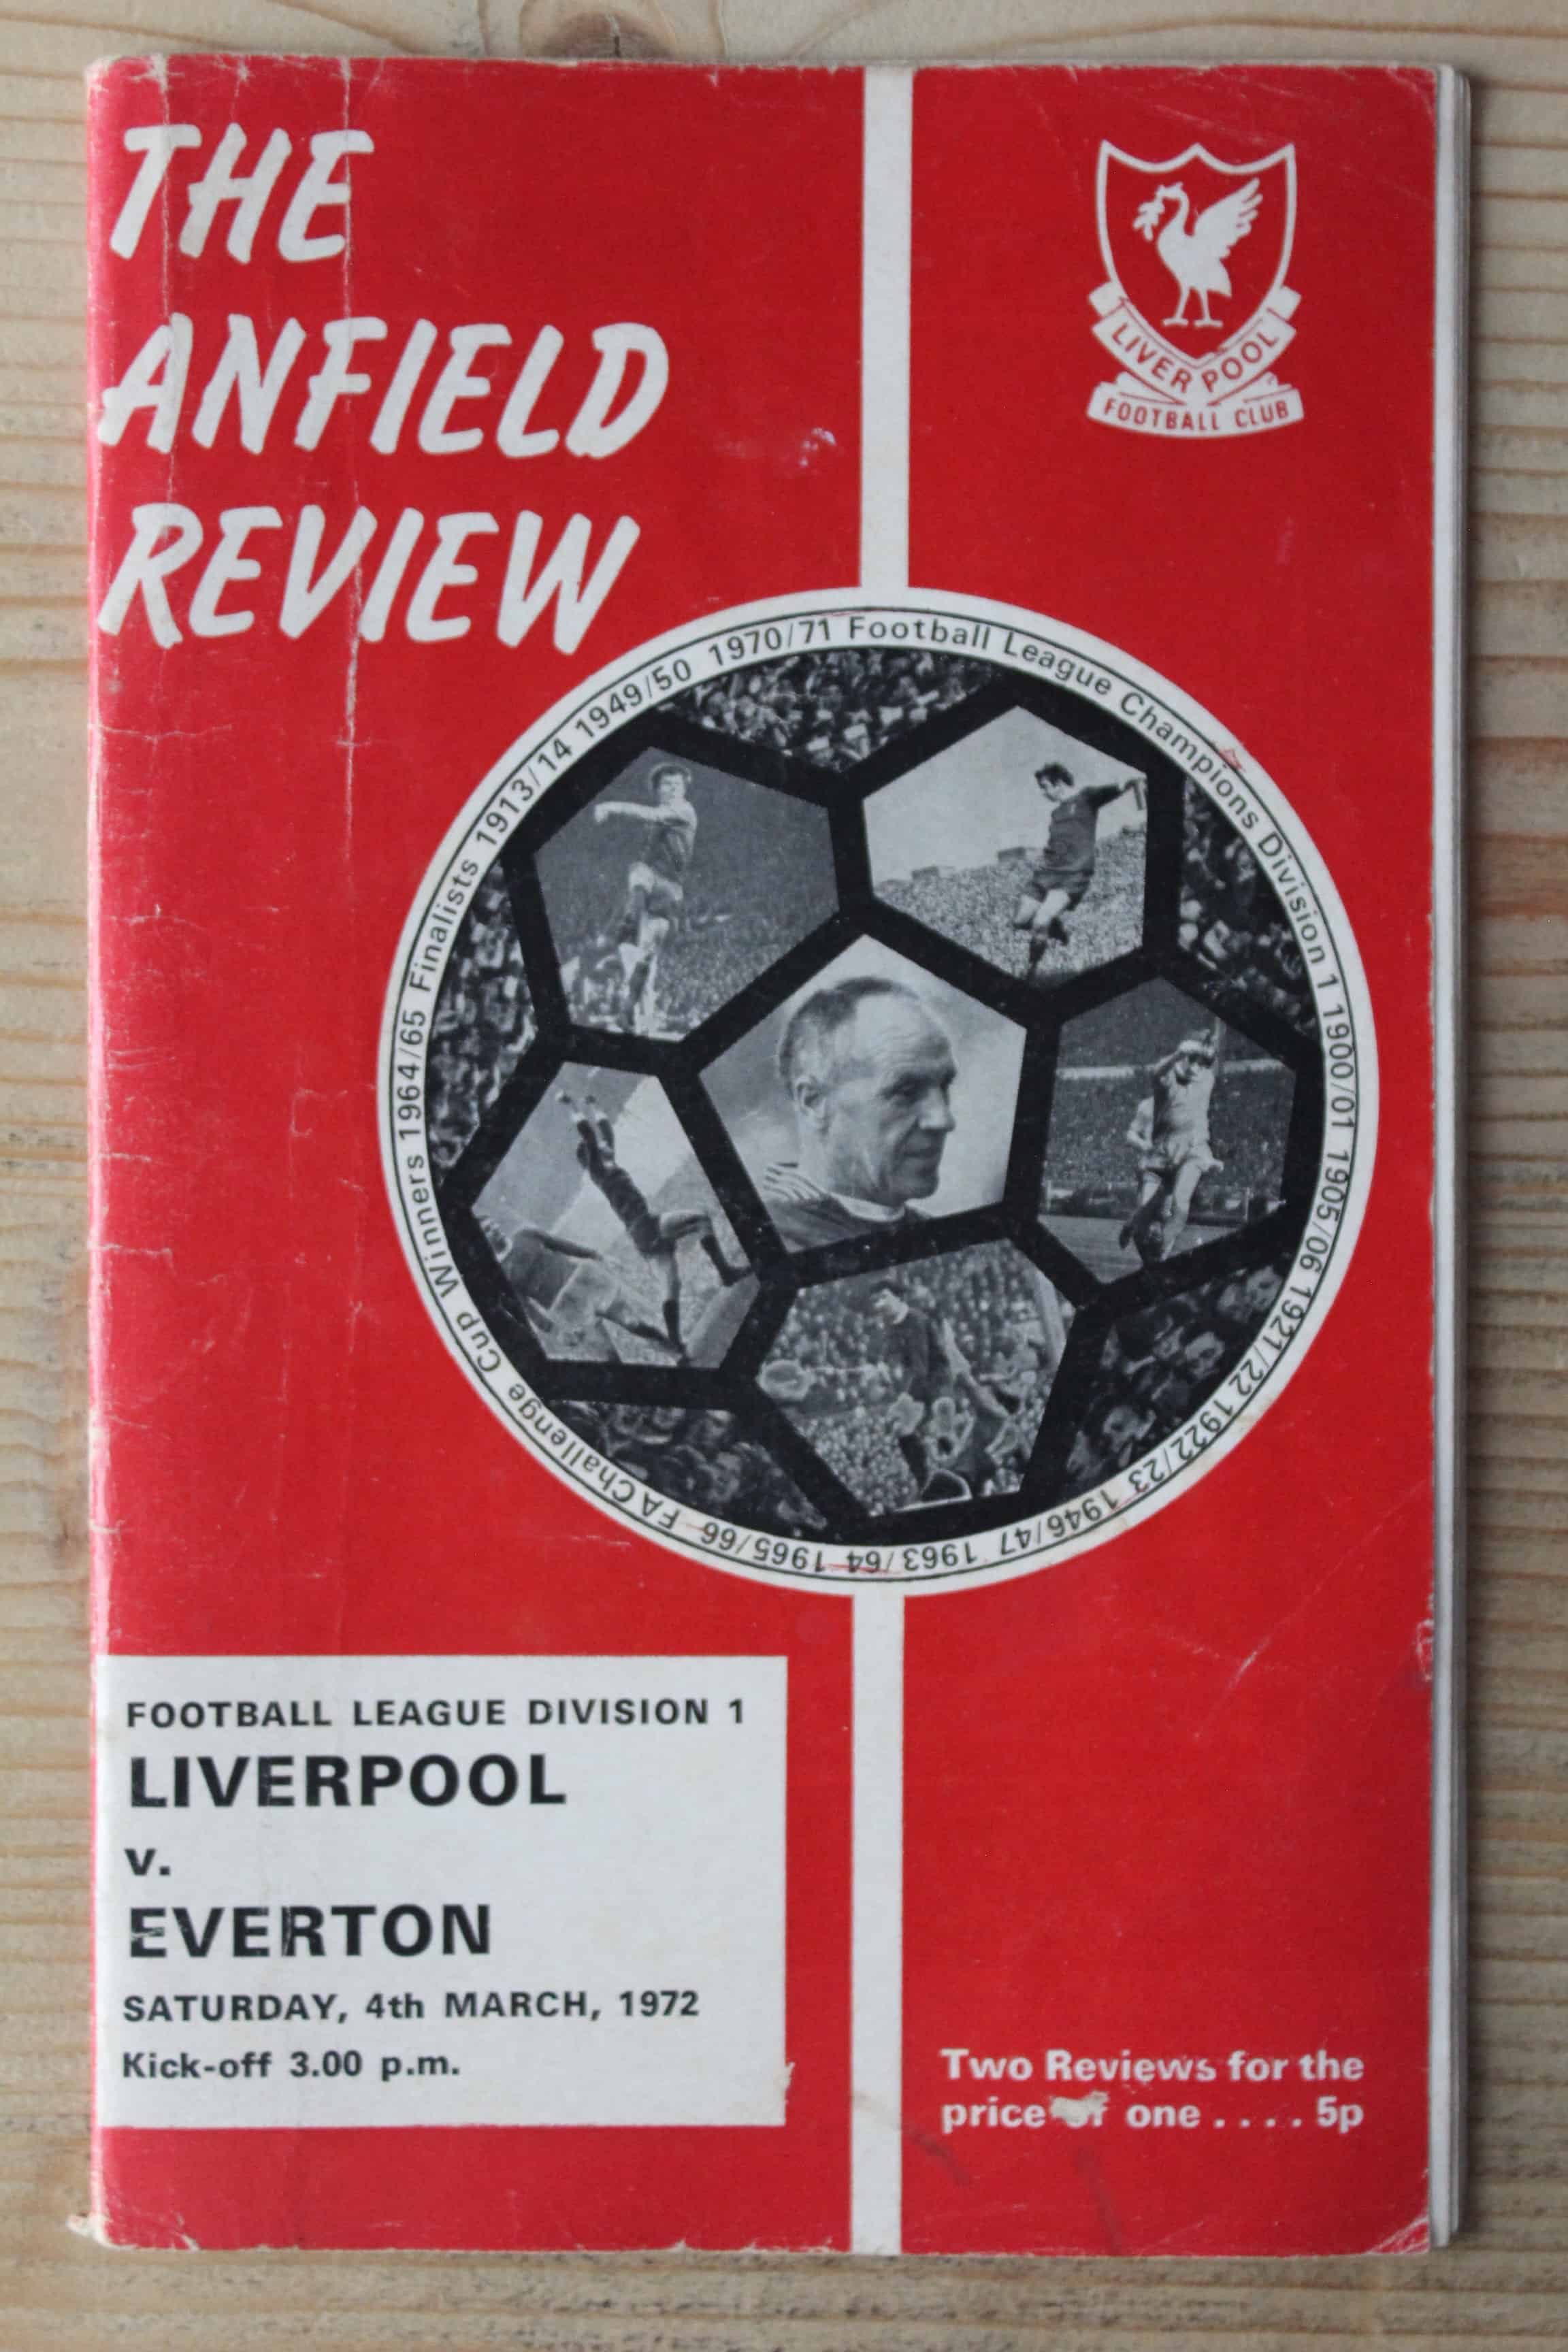 THE
ANFIELD
REVIEW
LIVERPOOL
FOOTBALL CLUB
Football League Champions Division 1 1900/01 1905/06 1921/22 1922/23 1946/47 1963/64 1965/66 FA Challenge Cup Winners 1964/65 Finalists 1913/14 1949/50 1970/71
FOOTBALL LEAGUE DIVISION 1
LIVERPOOL
v.
EVERTON
SATURDAY, 4th MARCH, 1972
Kick-off 3.00 p.m.
Two Reviews for the
price of one . . . . 5p